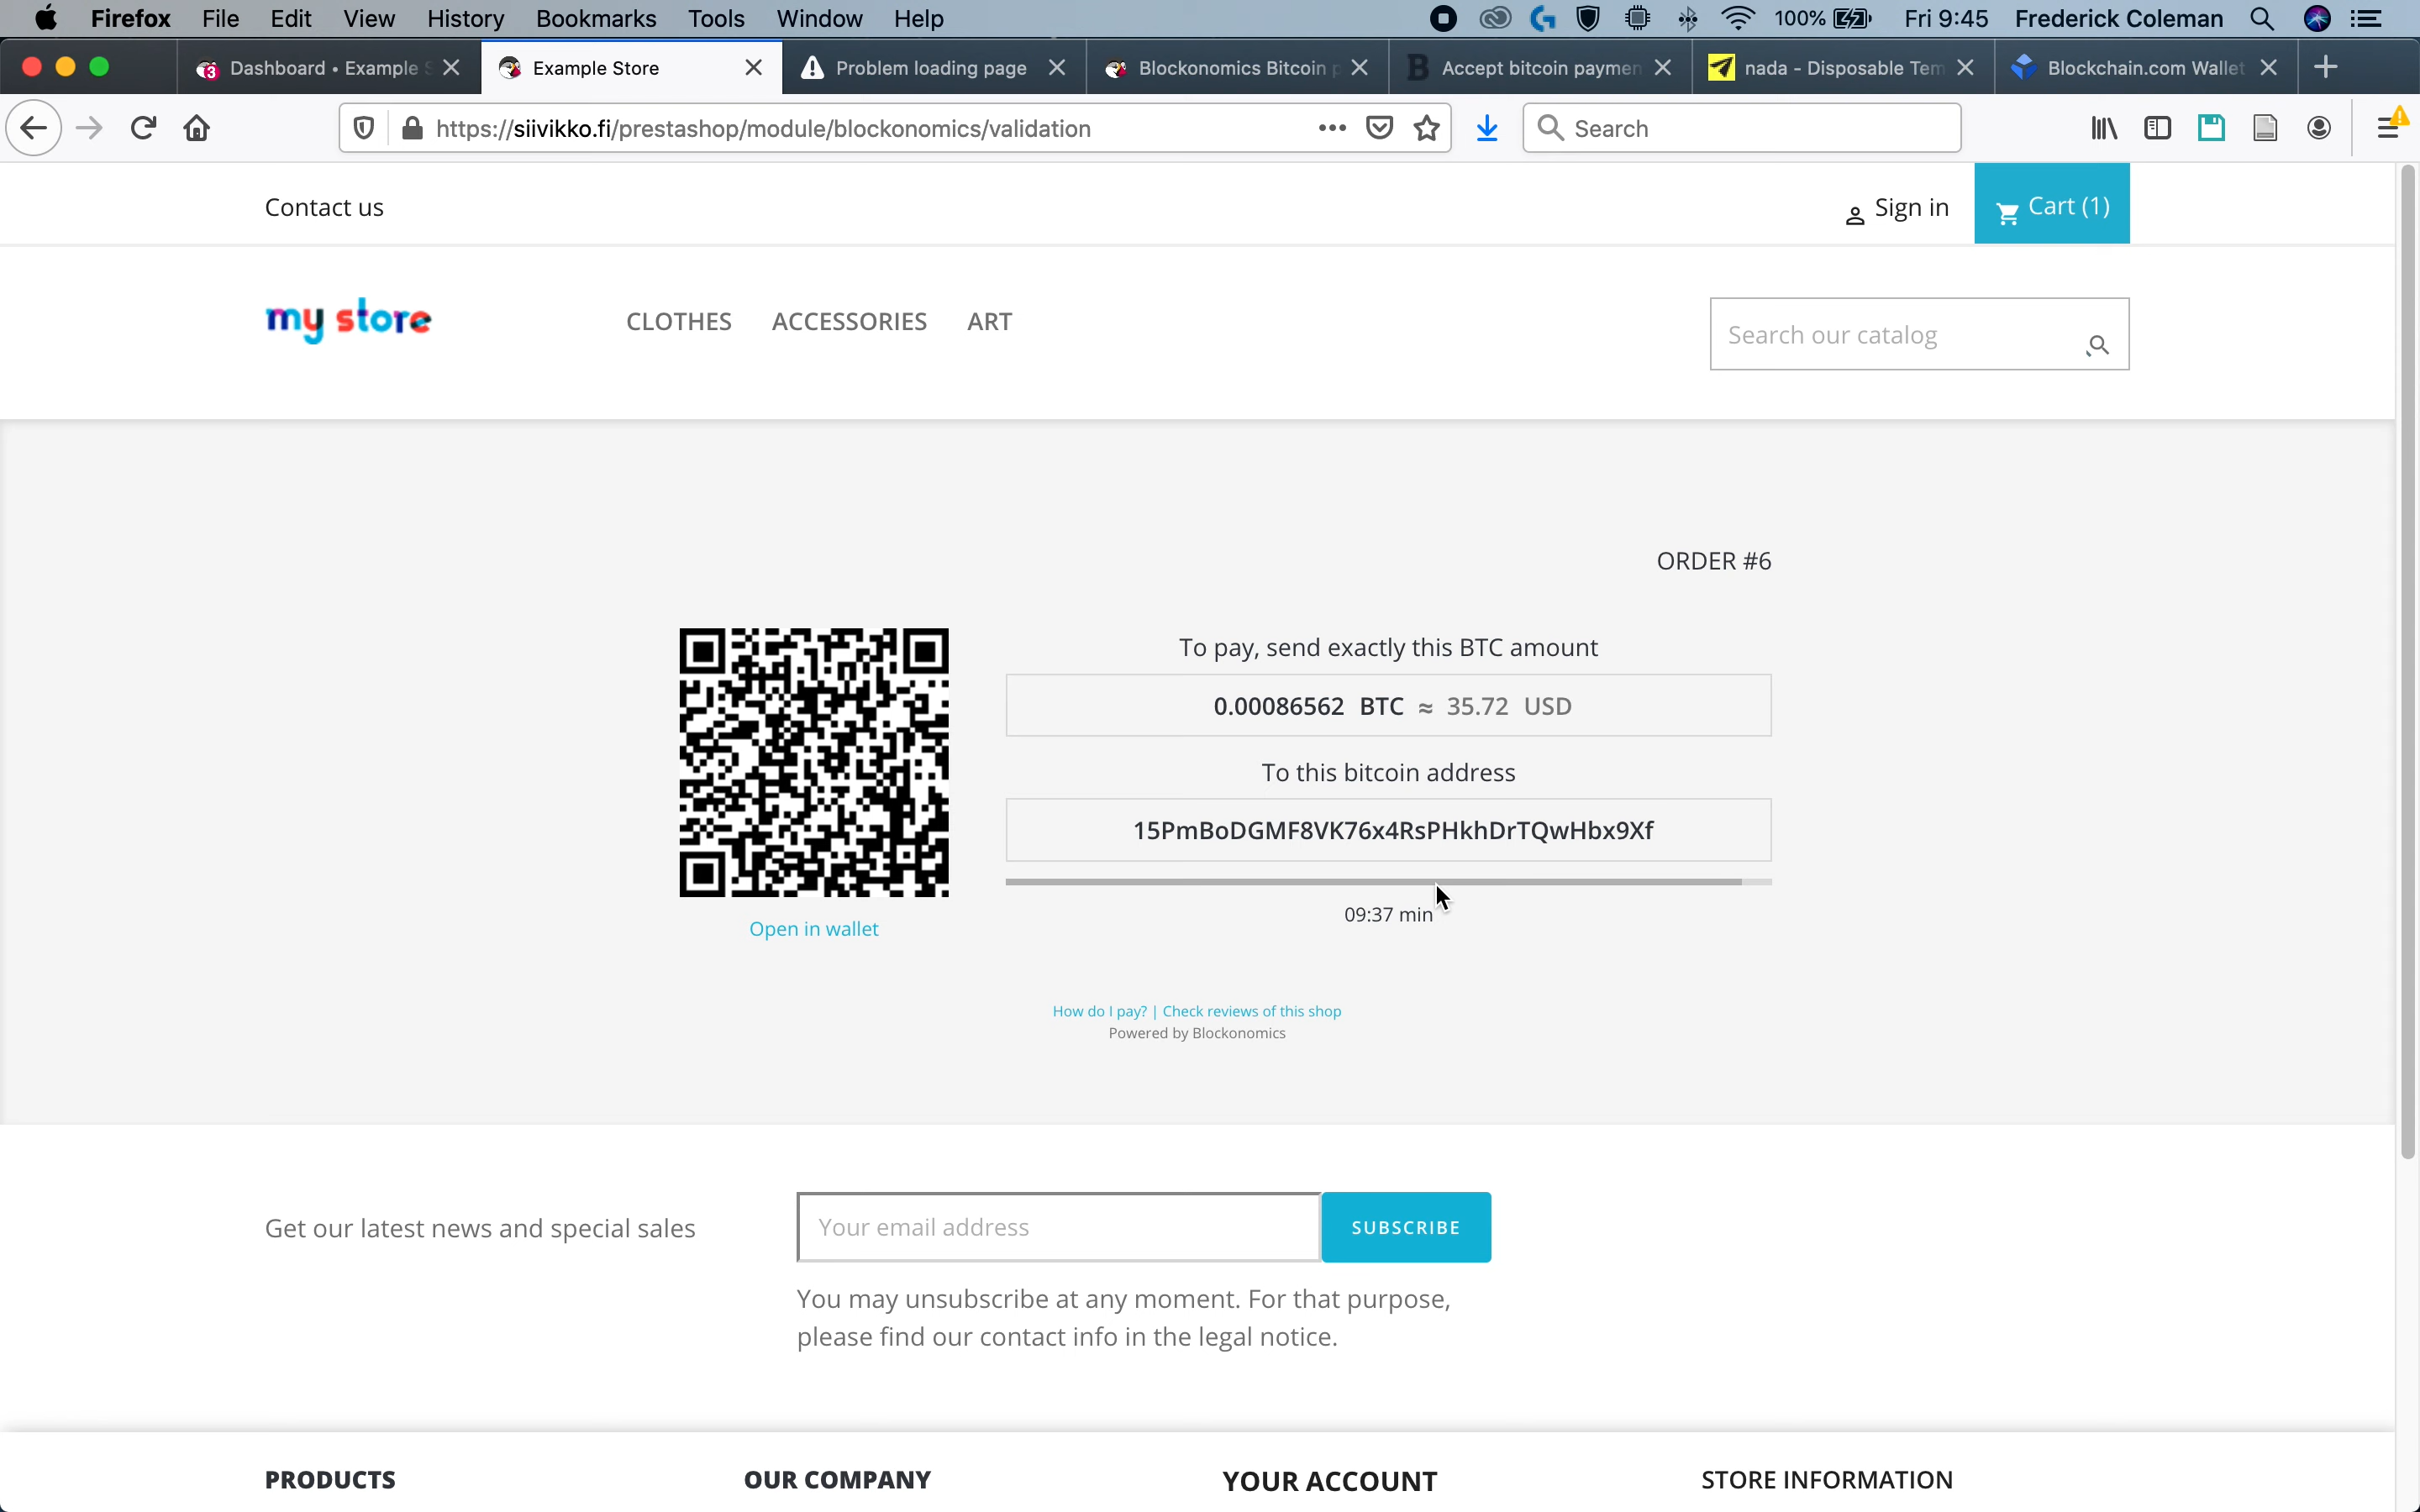 Firefox File Edit View History Bookmarks Tools Window Help 100% Fri 9:45 Frederick Coleman
3 Dashboard • Example S Example Store Problem loading page Blockonomics Bitcoin p B Accept bitcoin paymen nada - Disposable Tem Blockchain.com Wallet
https://siivikko.fi/prestashop/module/blockonomics/validation Search
Contact us Sign in Cart (1)
my store CLOTHES ACCESSORIES ART Search our catalog
ORDER #6
To pay, send exactly this BTC amount
0.00086562 BTC ≈ 35.72 USD
To this bitcoin address
15PmBoDGMF8VK76x4RsPHkhDrTQwHbx9Xf
09:37 min
Open in wallet
How do I pay? | Check reviews of this shop
Powered by Blockonomics
Get our latest news and special sales Your email address SUBSCRIBE
You may unsubscribe at any moment. For that purpose,
please find our contact info in the legal notice.
PRODUCTS OUR COMPANY YOUR ACCOUNT STORE INFORMATION